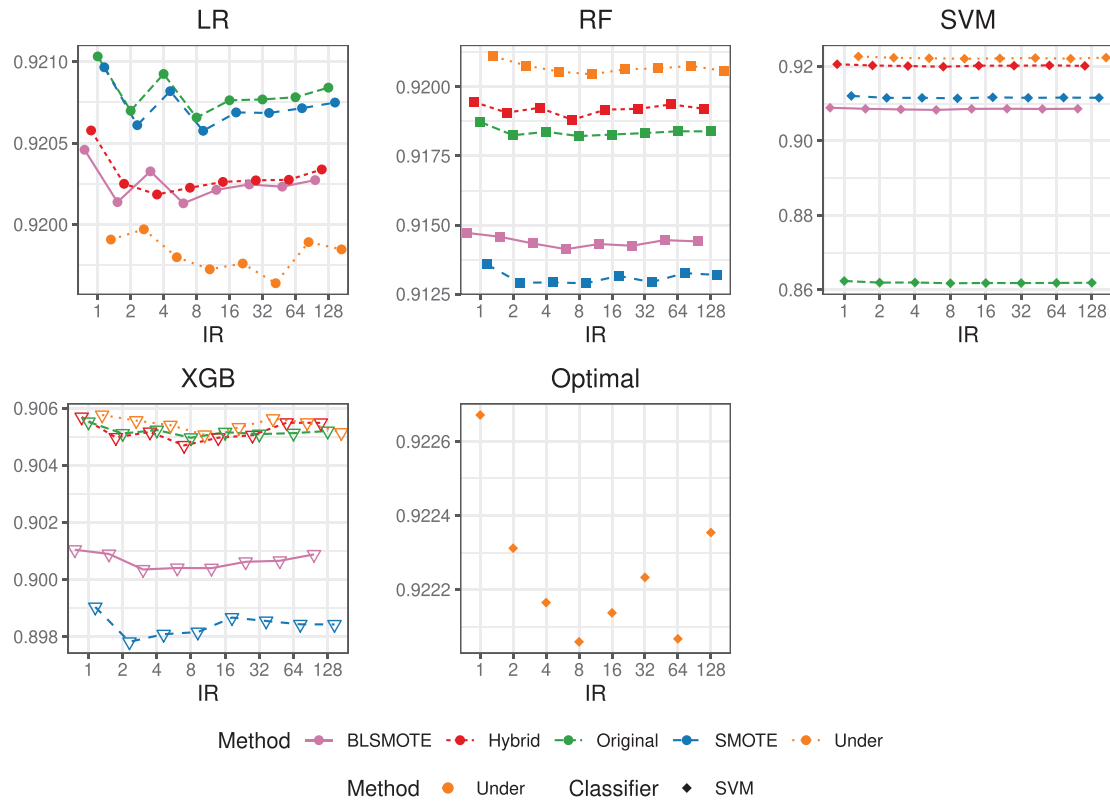 LR
RF
SVM
0.9210
0.9205
0.9200
1 2 4 8 16 32 64 128
IR
0.9200
0.9175
0.9150
0.9125
1 2 4 8 16 32 64 128
IR
0.92
0.90
0.88
0.86
1 2 4 8 16 32 64 128
IR
XGB
Optimal
0.906
0.904
0.902
0.900
0.898
1 2 4 8 16 32 64 128
IR
0.9226
0.9224
0.9222
1 2 4 8 16 32 64 128
IR
Method BLSMOTE Hybrid Original SMOTE Under
Method Under Classifier SVM